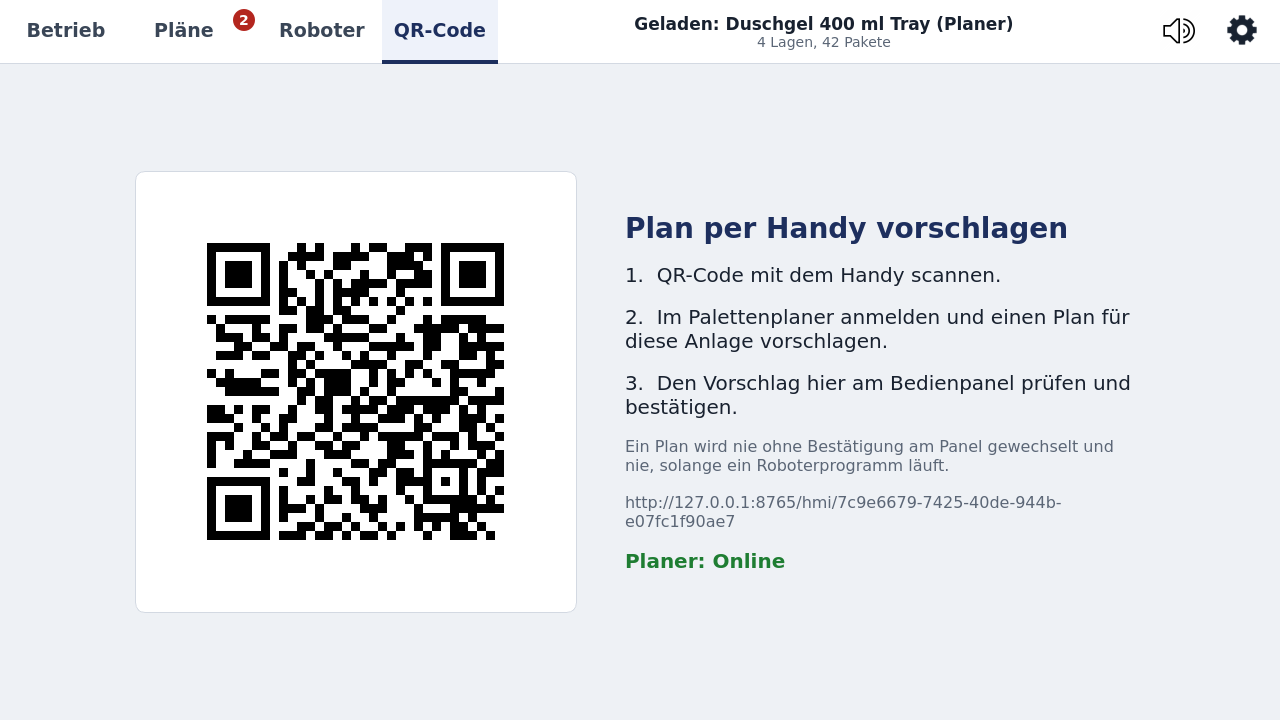 Betrieb
Pläne
2
Roboter
QR-Code
Geladen: Duschgel 400 ml Tray (Planer)
4 Lagen, 42 Pakete
Plan per Handy vorschlagen
1. QR-Code mit dem Handy scannen.
2. Im Palettenplaner anmelden und einen Plan für
diese Anlage vorschlagen.
3. Den Vorschlag hier am Bedienpanel prüfen und
bestätigen.
Ein Plan wird nie ohne Bestätigung am Panel gewechselt und
nie, solange ein Roboterprogramm läuft.
http://127.0.0.1:8765/hmi/7c9e6679-7425-40de-944b-
e07fc1f90ae7
Planer: Online